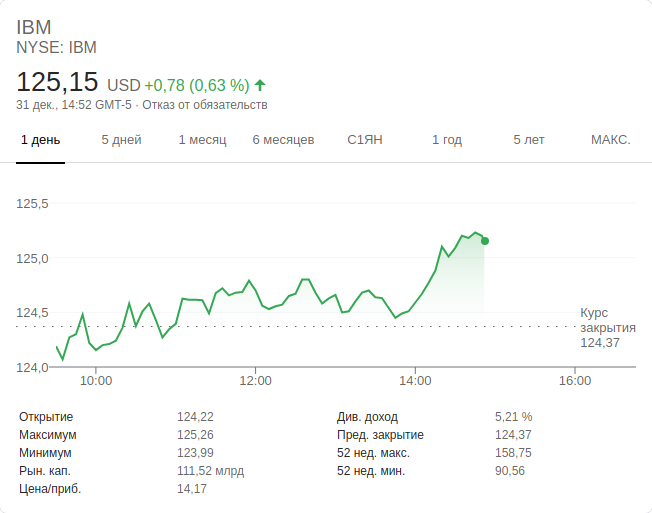 IBM
NYSE: IBM
125,15 USD +0,78 (0,63 %)
31 дек., 14:52 GMT-5 · Отказ от обязательств
1 день 5 дней 1 месяц 6 месяцев С1ЯН 1 год 5 лет МАКС.
125,5
125,0
124,5
124,0
Курс
закрытия
124,37
10:00 12:00 14:00 16:00
Открытие 124,22 Див. доход 5,21 %
Максимум 125,26 Пред. закрытие 124,37
Минимум 123,99 52 нед. макс. 158,75
Рын. кап. 111,52 млрд 52 нед. мин. 90,56
Цена/приб. 14,17